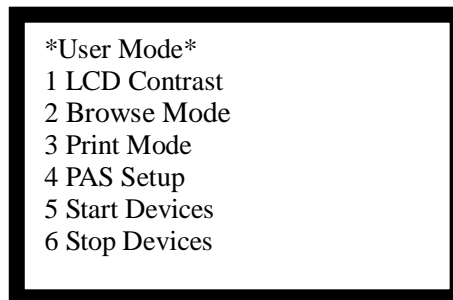 *User Mode*
1 LCD Contrast
2 Browse Mode
3 Print Mode
4 PAS Setup
5 Start Devices
6 Stop Devices